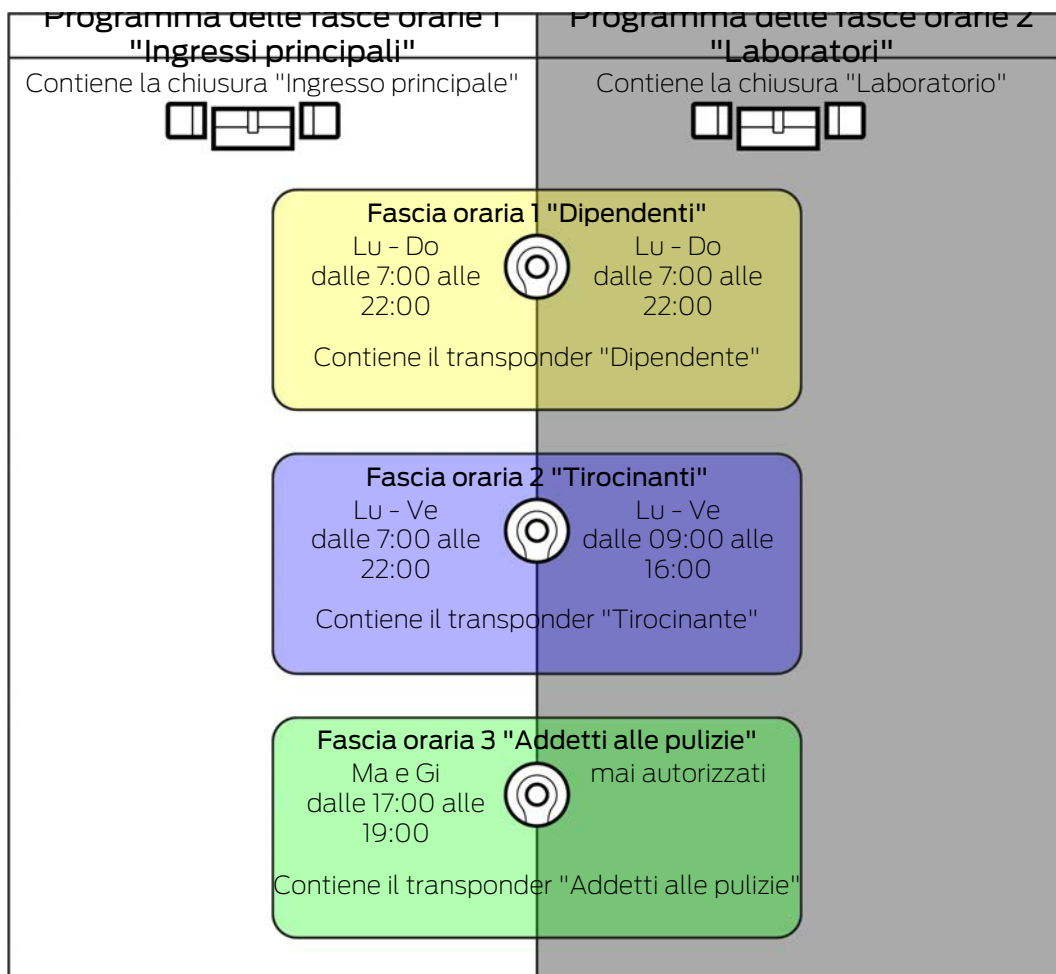 Programma delle fasce orarie 1
"Ingressi principali"
Contiene la chiusura "Ingresso principale"
Programma delle fasce orarie 2
"Laboratori"
Contiene la chiusura "Laboratorio"
Fascia oraria 1 "Dipendenti"
Lu - Do
dalle 7:00 alle
22:00
Lu - Do
dalle 7:00 alle
22:00
Contiene il transponder "Dipendente"
Fascia oraria 2 "Tirocinanti"
Lu - Ve
dalle 7:00 alle
22:00
Lu - Ve
dalle 09:00 alle
16:00
Contiene il transponder "Tirocinante"
Fascia oraria 3 "Addetti alle pulizie"
Ma e Gi
dalle 17:00 alle
19:00
mai autorizzati
Contiene il transponder "Addetti alle pulizie"